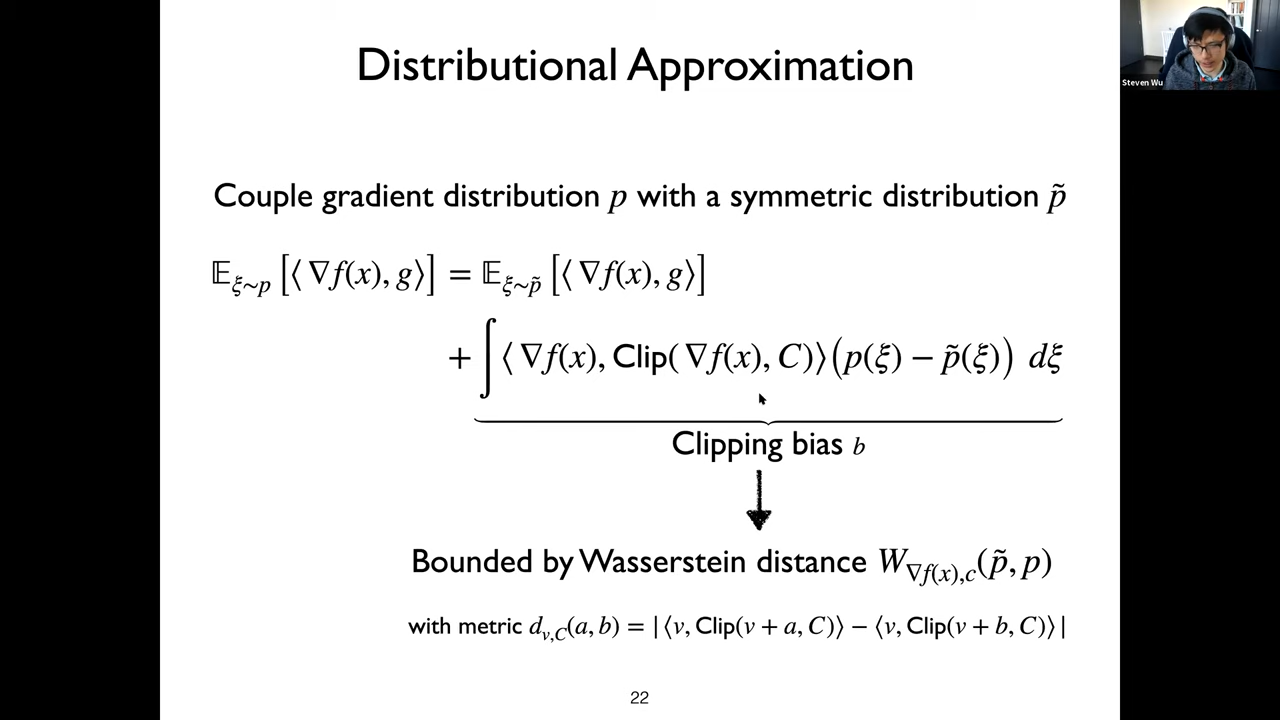 Distributional Approximation
Steven Wu
Couple gradient distribution p with a symmetric distribution p̃
𝔼_{ξ∼p} [⟨ ∇f(x), g⟩] = 𝔼_{ξ∼p̃} [⟨ ∇f(x), g⟩]
+ ∫ ⟨ ∇f(x), Clip( ∇f(x), C)⟩(p(ξ) − p̃(ξ)) dξ
Clipping bias b
Bounded by Wasserstein distance W_{∇f(x),c}(p̃, p)
with metric d_{v,C}(a, b) = |⟨v, Clip(v + a, C)⟩ − ⟨v, Clip(v + b, C)⟩|
22